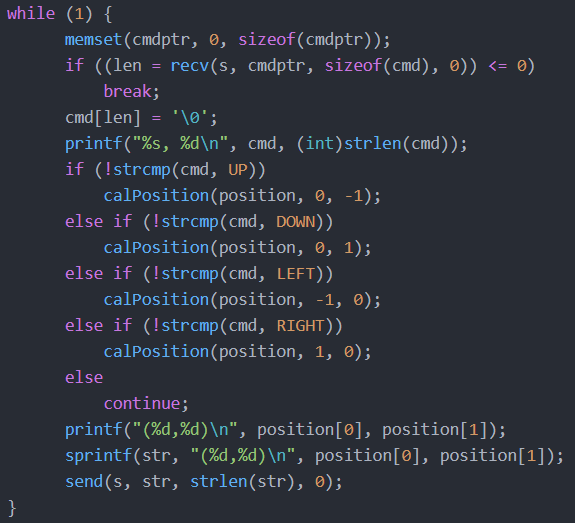 while (1) {
memset(cmdptr, 0, sizeof(cmdptr));
if ((len = recv(s, cmdptr, sizeof(cmd), 0)) <= 0)
break;
cmd[len] = '\0';
printf("%s, %d\n", cmd, (int)strlen(cmd));
if (!strcmp(cmd, UP))
calPosition(position, 0, -1);
else if (!strcmp(cmd, DOWN))
calPosition(position, 0, 1);
else if (!strcmp(cmd, LEFT))
calPosition(position, -1, 0);
else if (!strcmp(cmd, RIGHT))
calPosition(position, 1, 0);
else
continue;
printf("(%d,%d)\n", position[0], position[1]);
sprintf(str, "(%d,%d)\n", position[0], position[1]);
send(s, str, strlen(str), 0);
}